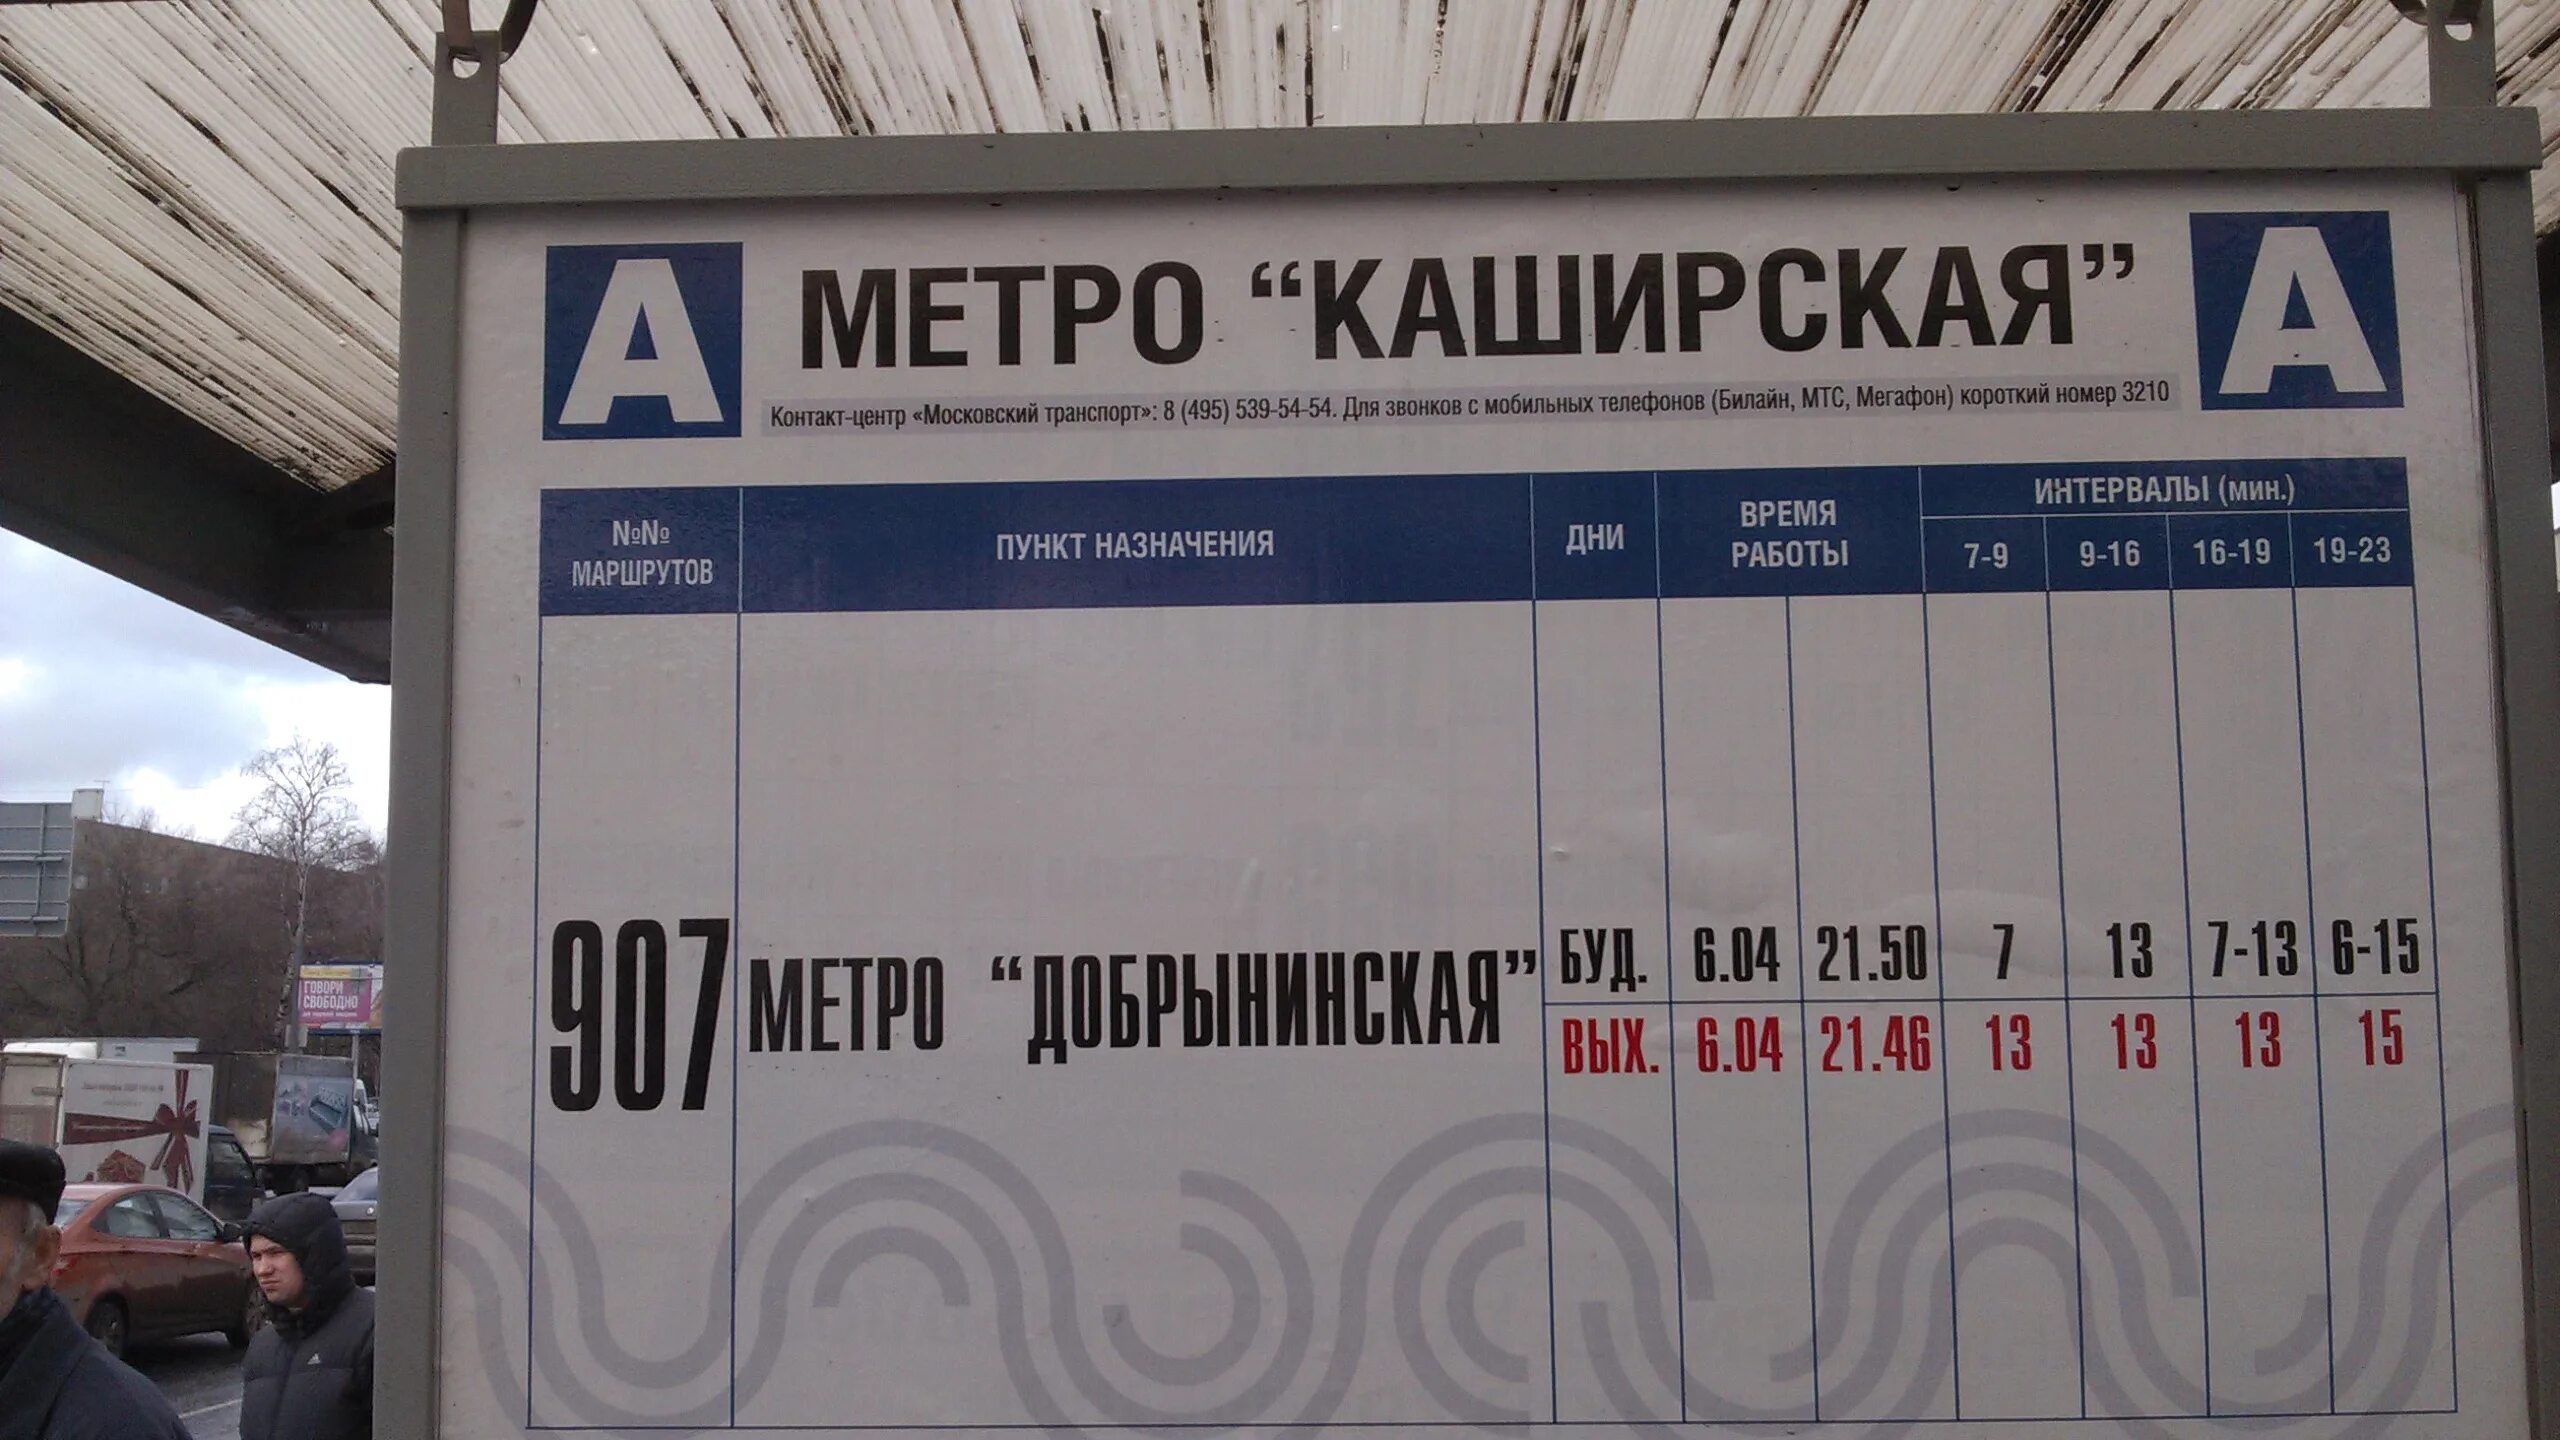 А МЕТРО “КАШИРСКАЯ” А
Контакт-центр «Московский транспорт»: 8 (495) 539-54-54. Для звонков с мобильных телефонов (Билайн, МТС, Мегафон) короткий номер 3210
№№ МАРШРУТОВ
ПУНКТ НАЗНАЧЕНИЯ
ДНИ
ВРЕМЯ РАБОТЫ
ИНТЕРВАЛЫ (мин.)
7-9 9-16 16-19 19-23
907 МЕТРО “ДОБРЫНИНСКАЯ”
БУД. 6.04 21.50 7 13 7-13 6-15
ВЫХ. 6.04 21.46 13 13 13 15
ГОВОРИ
СВОБОДНО